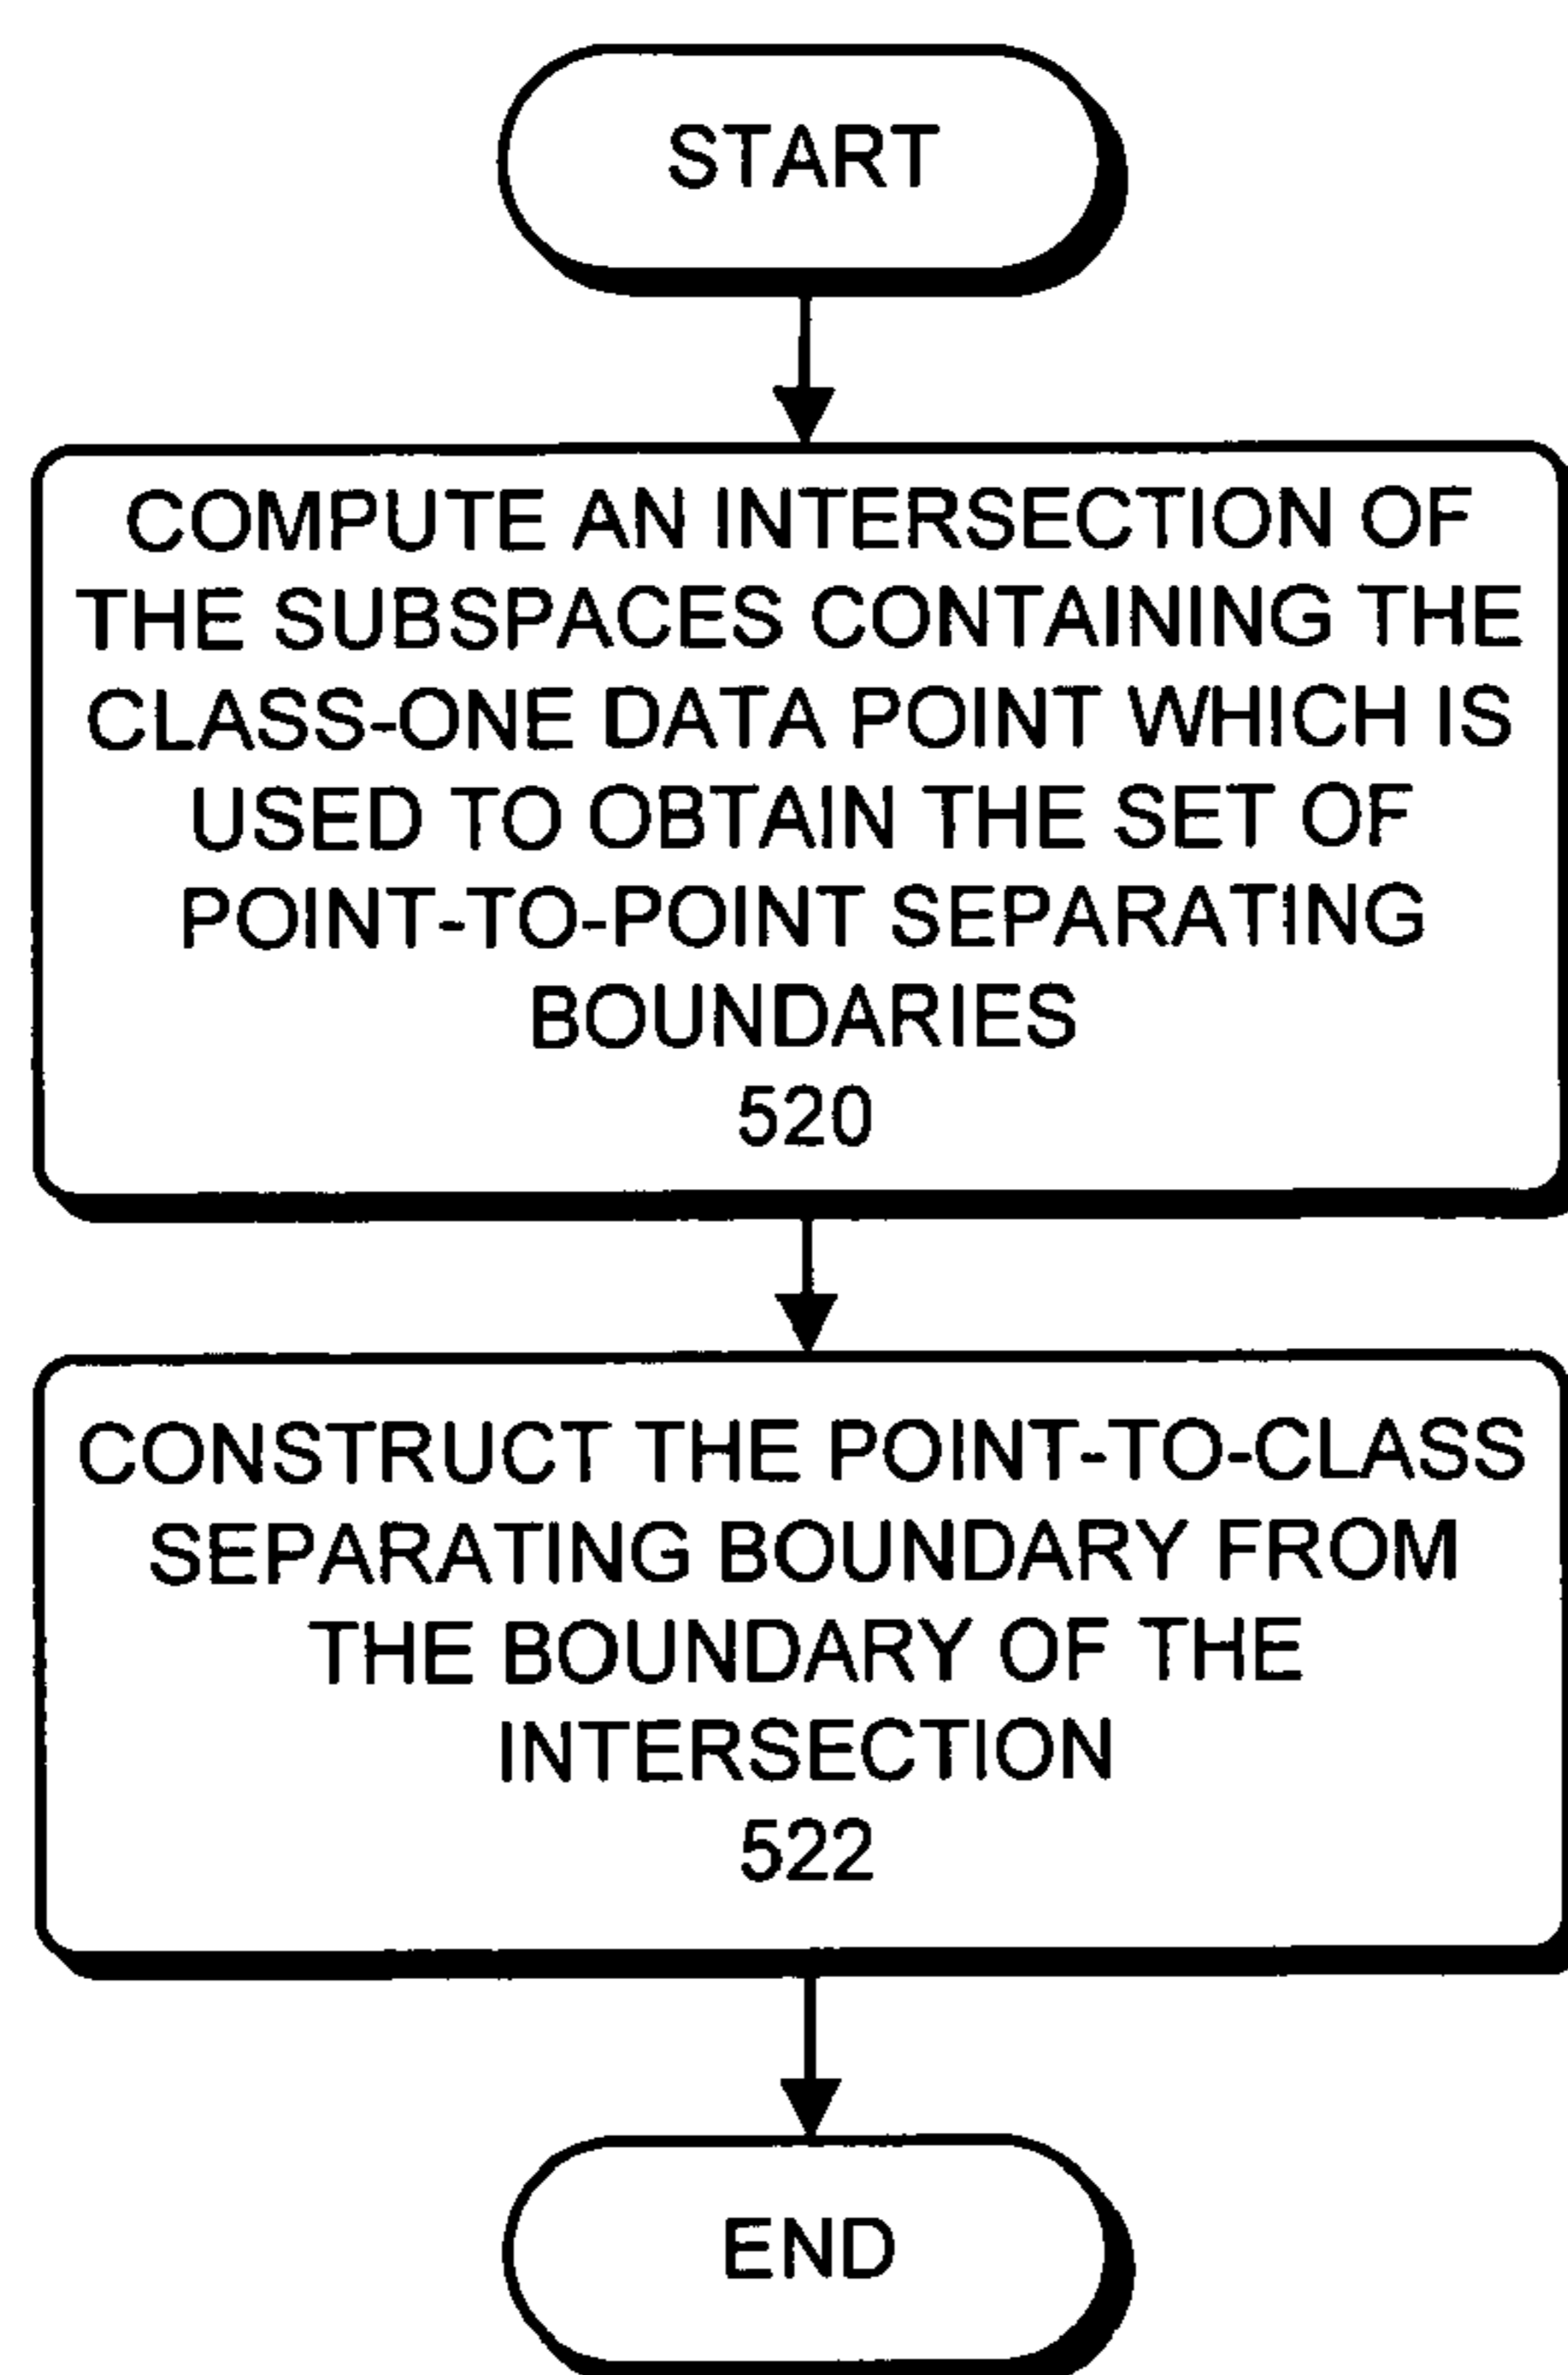 START
COMPUTE AN INTERSECTION OF
THE SUBSPACES CONTAINING THE
CLASS-ONE DATA POINT WHICH IS
USED TO OBTAIN THE SET OF
POINT-TO-POINT SEPARATING
BOUNDARIES
520
CONSTRUCT THE POINT-TO-CLASS
SEPARATING BOUNDARY FROM
THE BOUNDARY OF THE
INTERSECTION
522
END